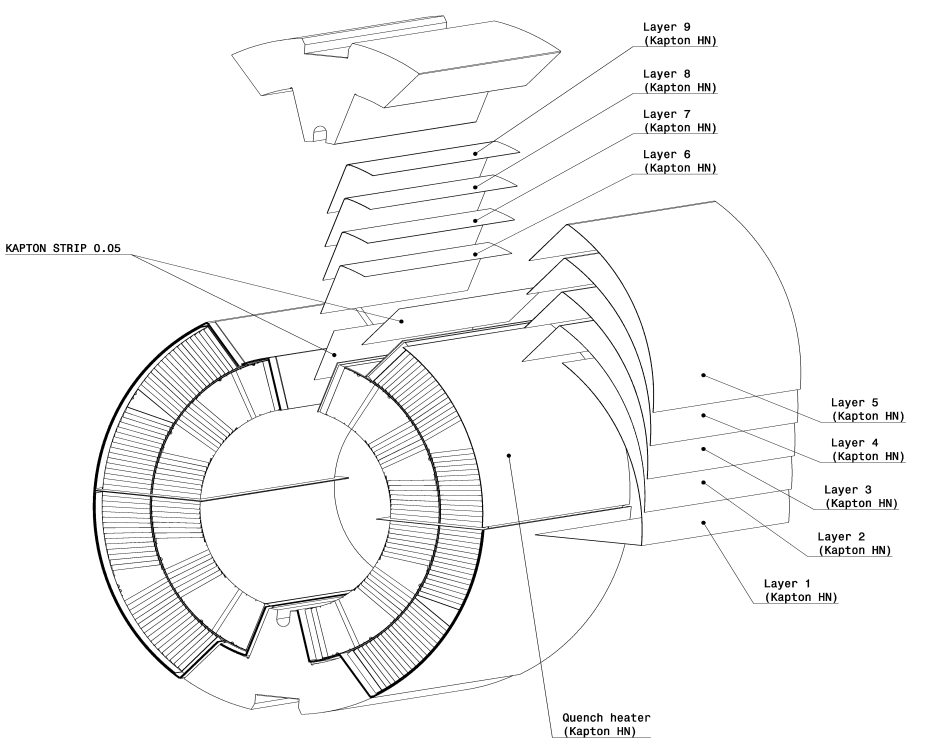 Layer 9
(Kapton HN)
Layer 8
(Kapton HN)
Layer 7
(Kapton HN)
Layer 6
(Kapton HN)
KAPTON STRIP 0.05
Layer 5
(Kapton HN)
Layer 4
(Kapton HN)
Layer 3
(Kapton HN)
Layer 2
(Kapton HN)
Layer 1
(Kapton HN)
Quench heater
(Kapton HN)